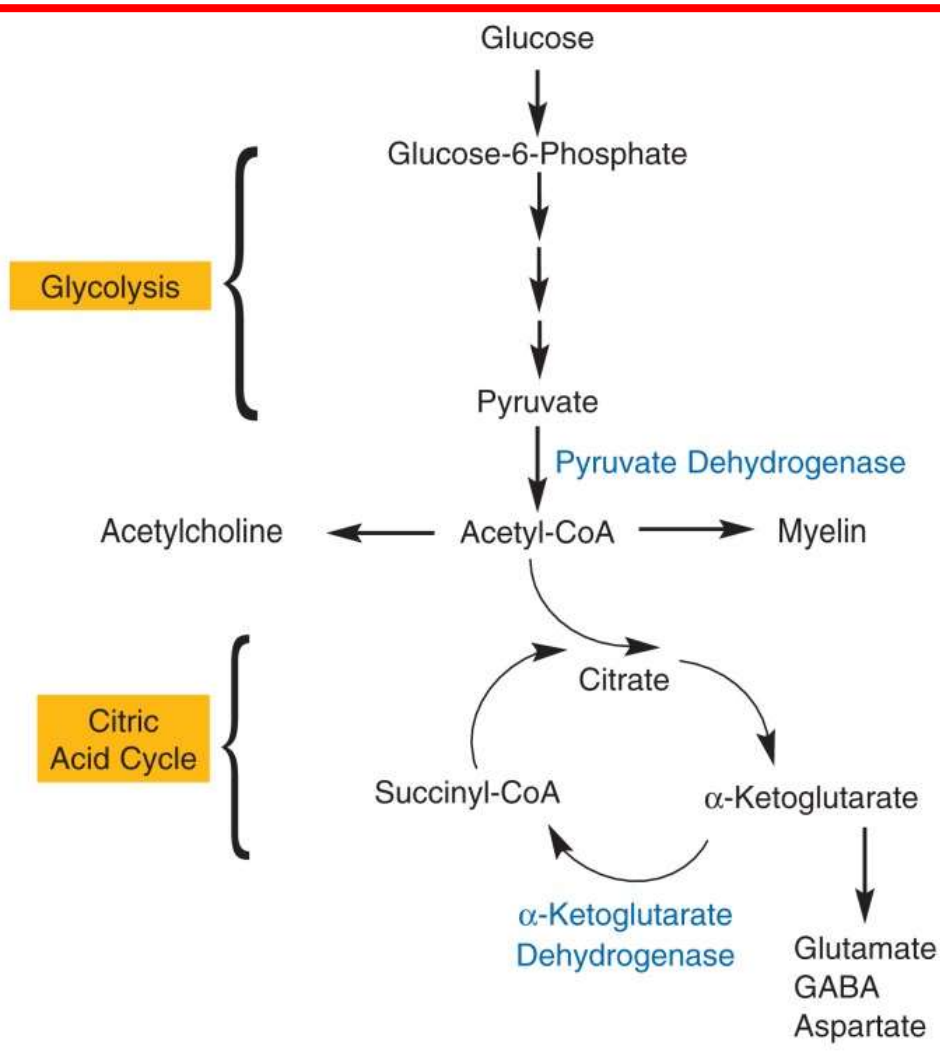 Glucose
Glucose-6-Phosphate
Glycolysis
Pyruvate
Pyruvate Dehydrogenase
Acetylcholine
Acetyl-CoA
Myelin
Citrate
Citric
Acid Cycle
Succinyl-CoA
α-Ketoglutarate
α-Ketoglutarate
Dehydrogenase
Glutamate
GABA
Aspartate